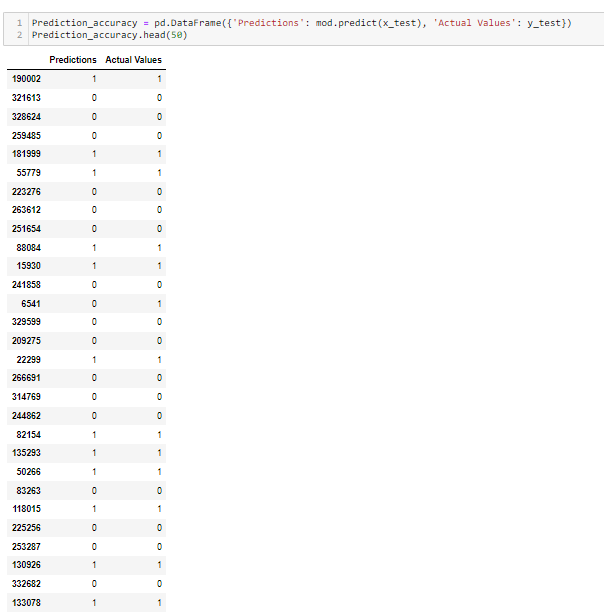 1 Prediction_accuracy = pd.DataFrame({'Predictions': mod.predict(x_test), 'Actual Values': y_test})
2 Prediction_accuracy.head(50)
Predictions Actual Values
190002 1 1
321613 0 0
328624 0 0
259485 0 0
181999 1 1
55779 1 1
223276 0 0
263612 0 0
251654 0 0
88084 1 1
15930 1 1
241858 0 0
6541 0 1
329599 0 0
209275 0 0
22299 1 1
266691 0 0
314769 0 0
244862 0 0
82154 1 1
135293 1 1
50266 1 1
83263 0 0
118015 1 1
225256 0 0
253287 0 0
130926 1 1
332682 0 0
133078 1 1